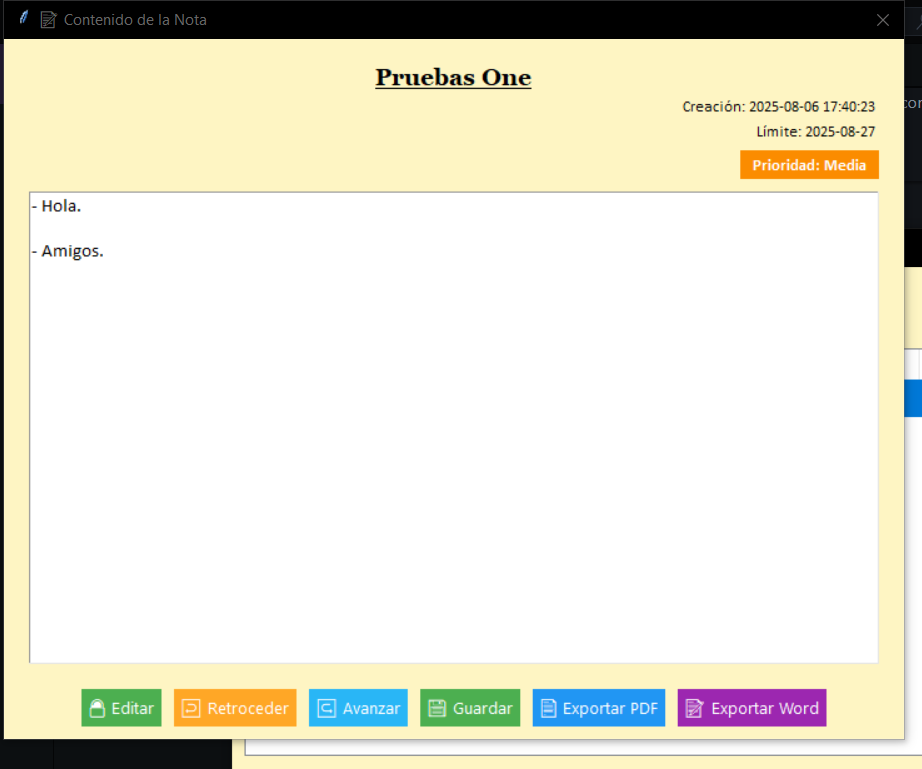 Contenido de la Nota
Pruebas One
Creación: 2025-08-06 17:40:23
Límite: 2025-08-27
Prioridad: Media
- Hola.
- Amigos.
Editar Retroceder Avanzar Guardar Exportar PDF Exportar Word